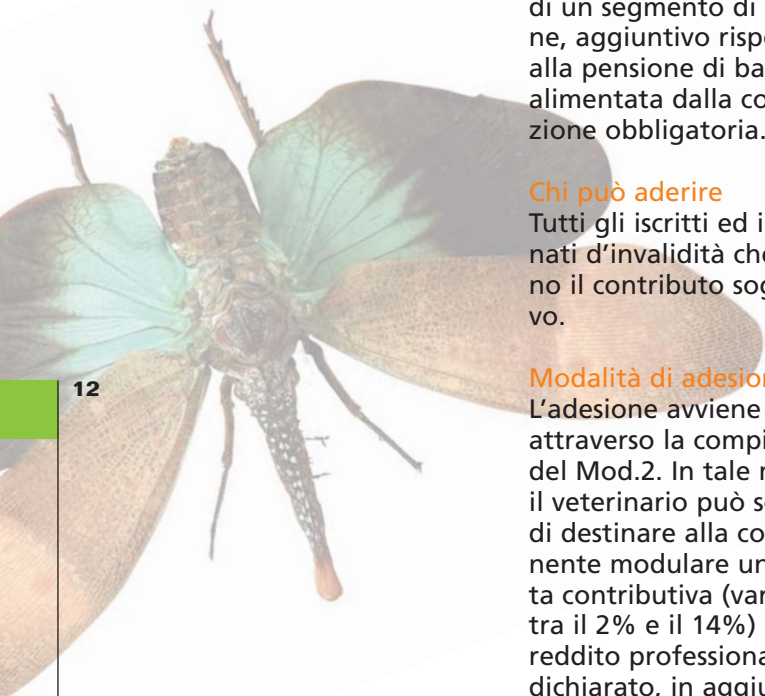 12
di un segmento di
ne, aggiuntivo rispe
alla pensione di ba
alimentata dalla co
zione obbligatoria.
Chi può aderire
Tutti gli iscritti ed i
nati d’invalidità che
no il contributo sog
vo.
Modalità di adesion
L’adesione avviene
attraverso la compi
del Mod.2. In tale m
il veterinario può s
di destinare alla co
nente modulare un
ta contributiva (var
tra il 2% e il 14%)
reddito professiona
dichiarato, in aggiu